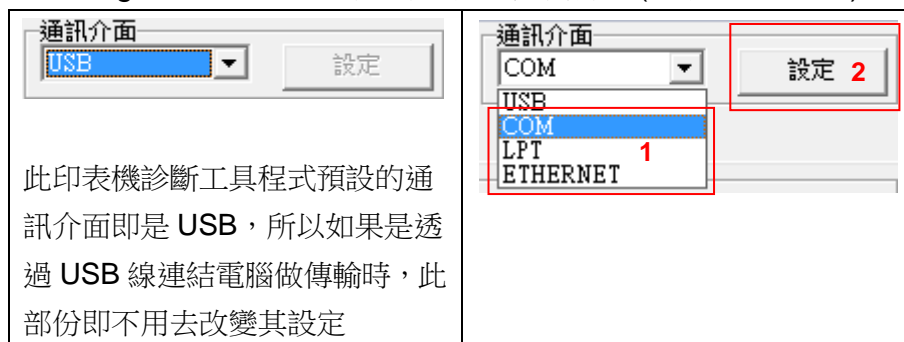 通訊介面
USB
設定
此印表機診斷工具程式預設的通
訊介面即是 USB，所以如果是透
過 USB 線連結電腦做傳輸時，此
部份即不用去改變其設定
通訊介面
COM
設定 2
USB
COM
LPT 1
ETHERNET